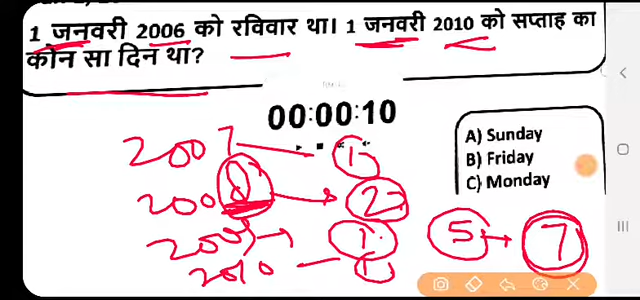 1 जनवरी 2006 को रविवार था। 1 जनवरी 2010 को सप्ताह का
कौन सा दिन था?
00:00:10
A) Sunday
B) Friday
C) Monday
2007 1
2008 2
2009 1
2010 1
5 7